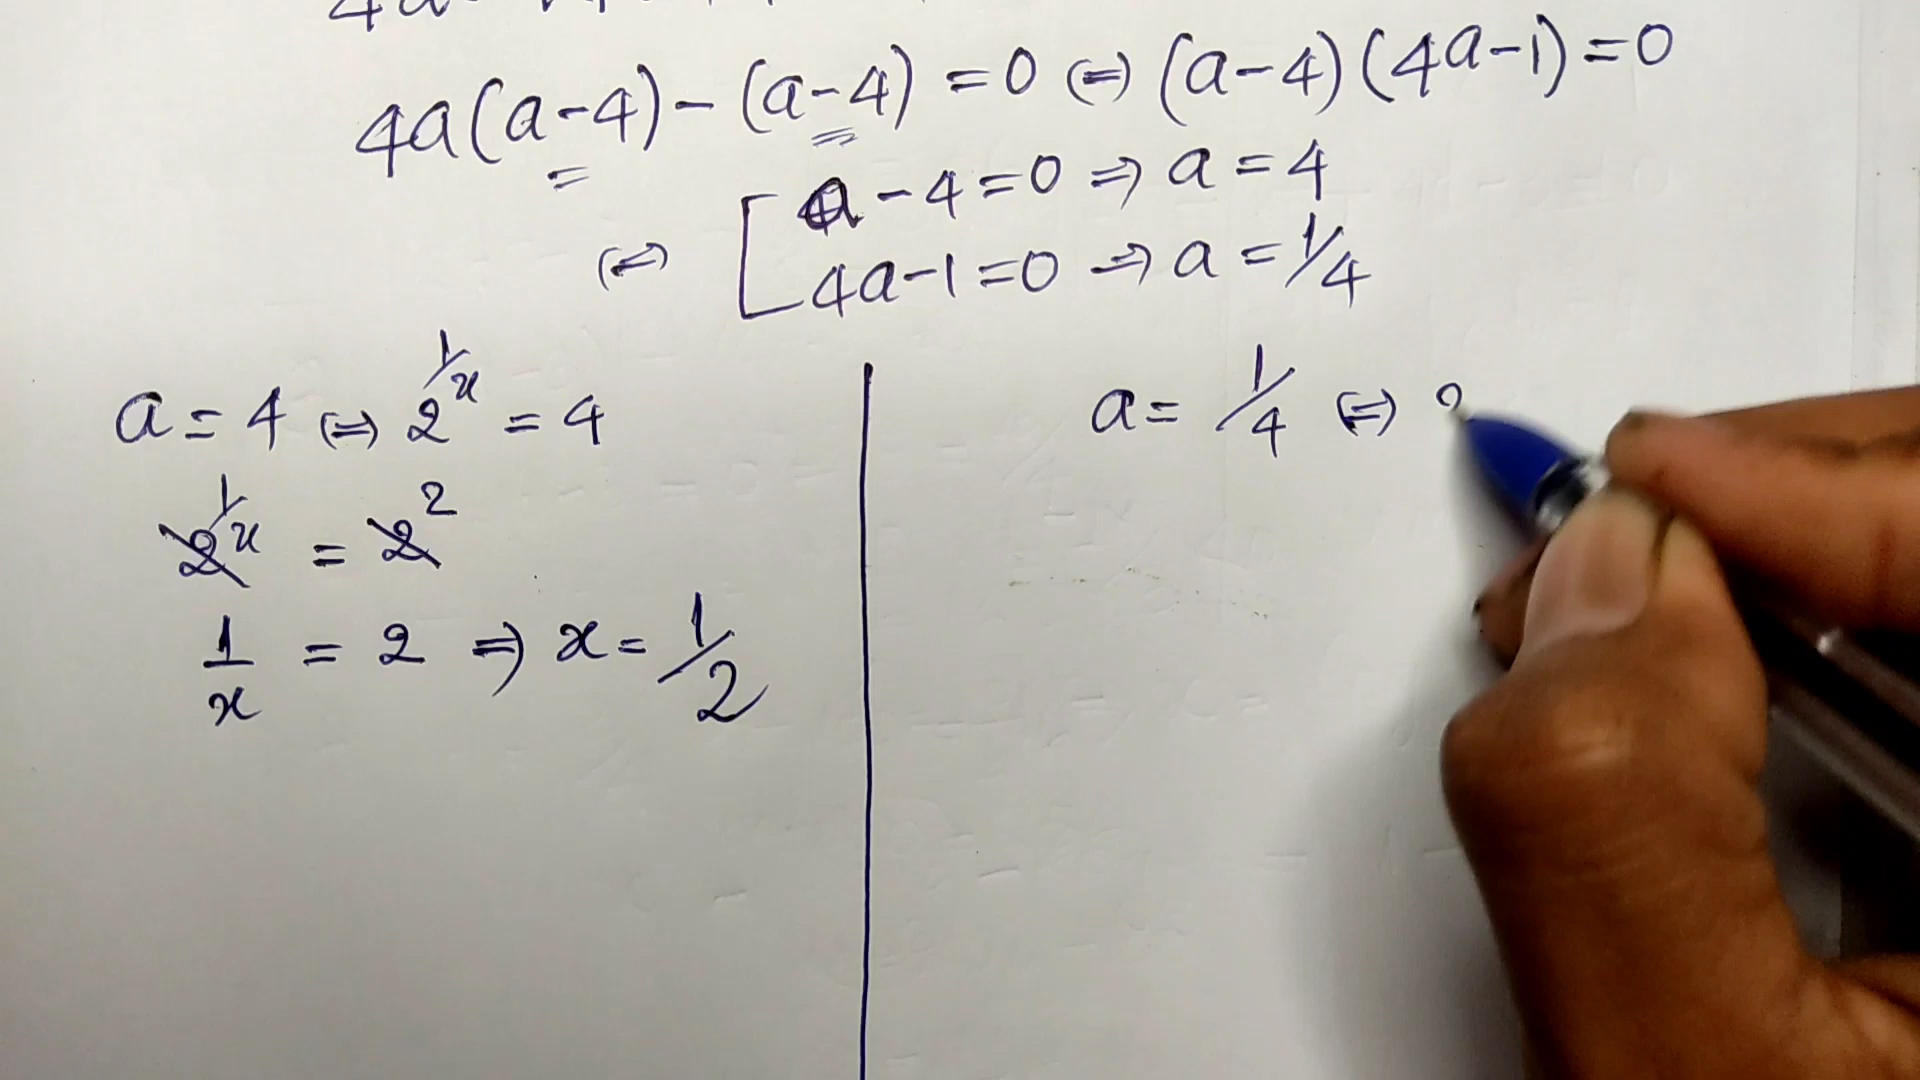 4a(a-4)-(a-4)=0 ⇔ (a-4)(4a-1)=0
a-4=0 ⇒ a=4
⇔ [ 4a-1=0 ⇒ a=1/4
a=4 ⇔ 2^(1/x) = 4
2^(1/x) = 2^2
1/x = 2 ⇒ x=1/2
a= 1/4 ⇔